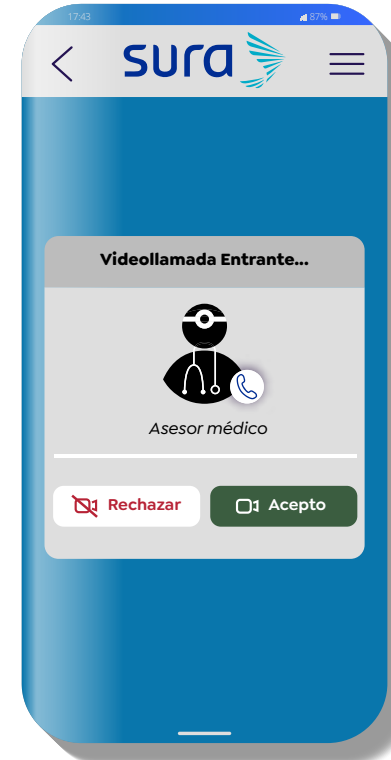 17:43
87%
sura
Videollamada Entrante...
Asesor médico
Rechazar
Acepto